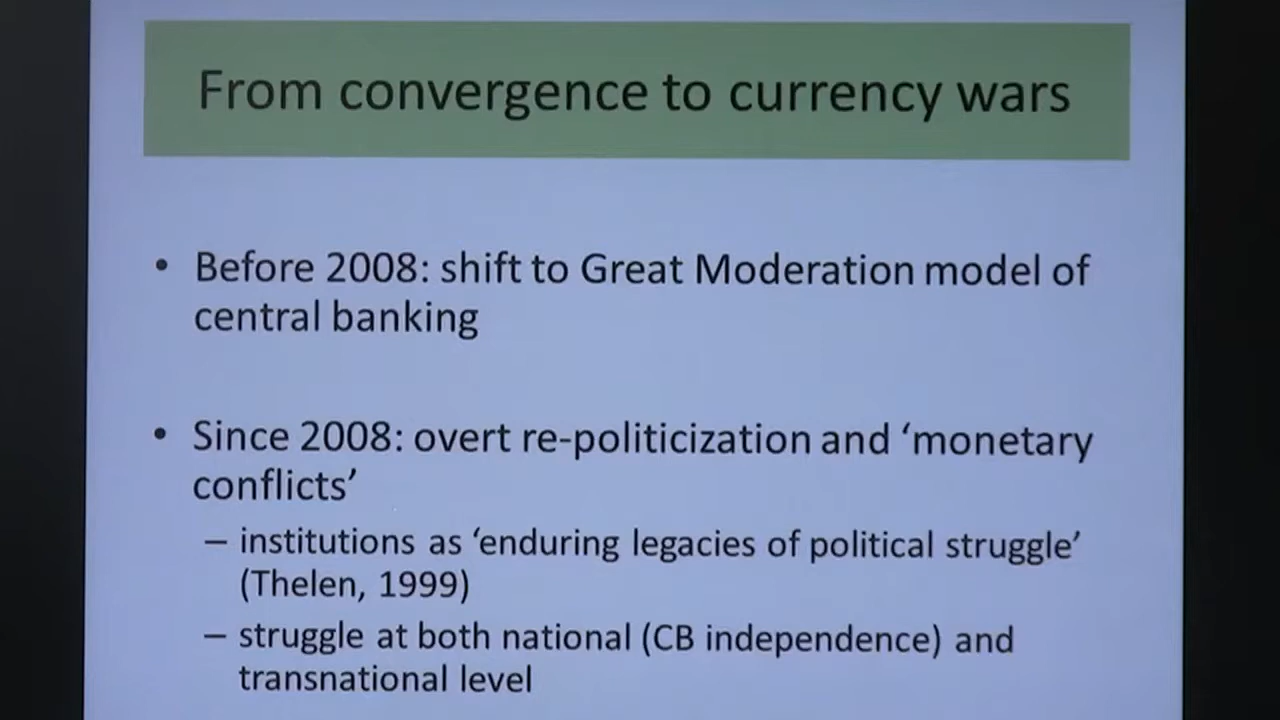 From convergence to currency wars
• Before 2008: shift to Great Moderation model of
central banking
• Since 2008: overt re-politicization and ‘monetary
conflicts’
– institutions as ‘enduring legacies of political struggle’
(Thelen, 1999)
– struggle at both national (CB independence) and
transnational level